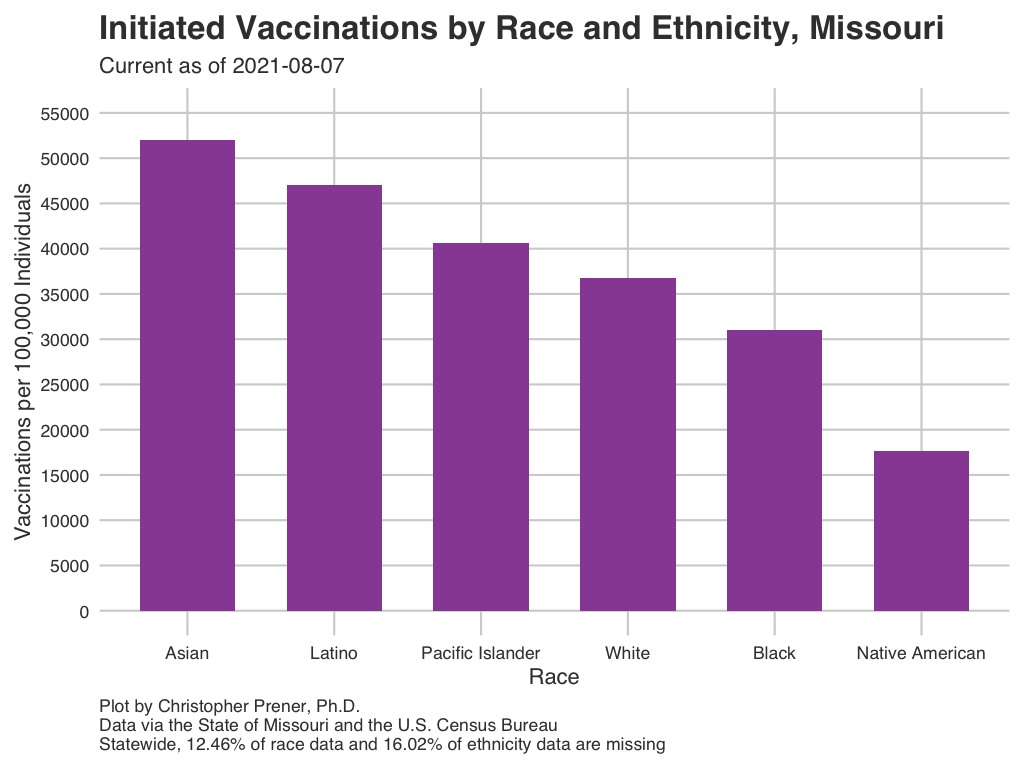 Initiated Vaccinations by Race and Ethnicity, Missouri
Current as of 2021-08-07
Vaccinations per 100,000 Individuals
55000
50000
45000
40000
35000
30000
25000
20000
15000
10000
5000
0
Asian
Latino
Pacific Islander
White
Black
Native American
Race
Plot by Christopher Prener, Ph.D.
Data via the State of Missouri and the U.S. Census Bureau
Statewide, 12.46% of race data and 16.02% of ethnicity data are missing